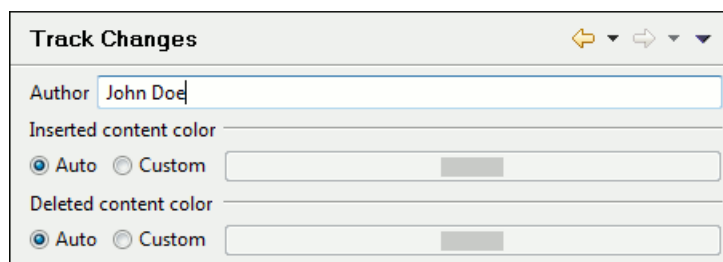 Track Changes
Author John Doe
Inserted content color
Auto Custom
Deleted content color
Auto Custom